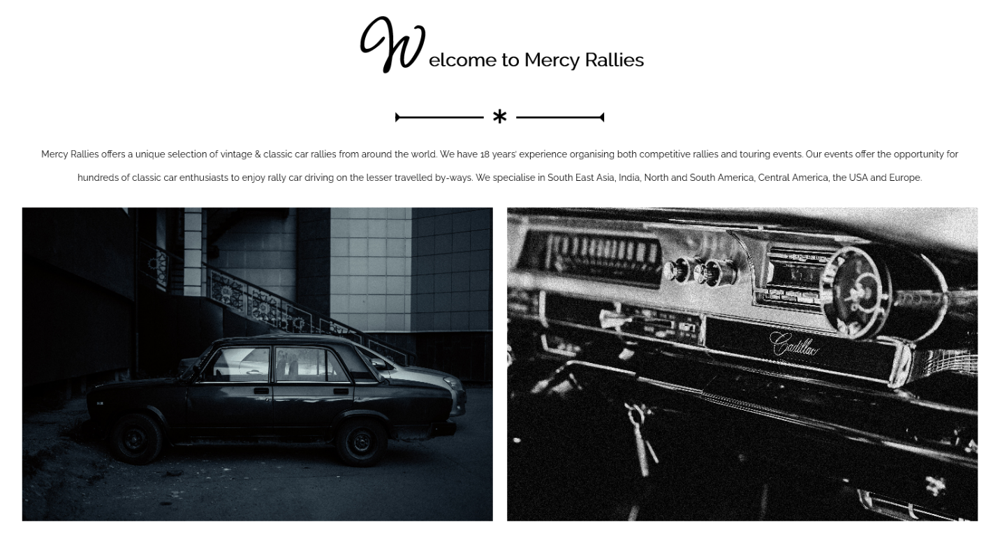 Welcome to Mercy Rallies
Mercy Rallies offers a unique selection of vintage & classic car rallies from around the world. We have 18 years' experience organising both competitive rallies and touring events. Our events offer the opportunity for
hundreds of classic car enthusiasts to enjoy rally car driving on the lesser travelled by-ways. We specialise in South East Asia, India, North and South America, Central America, the USA and Europe.
Cadillac